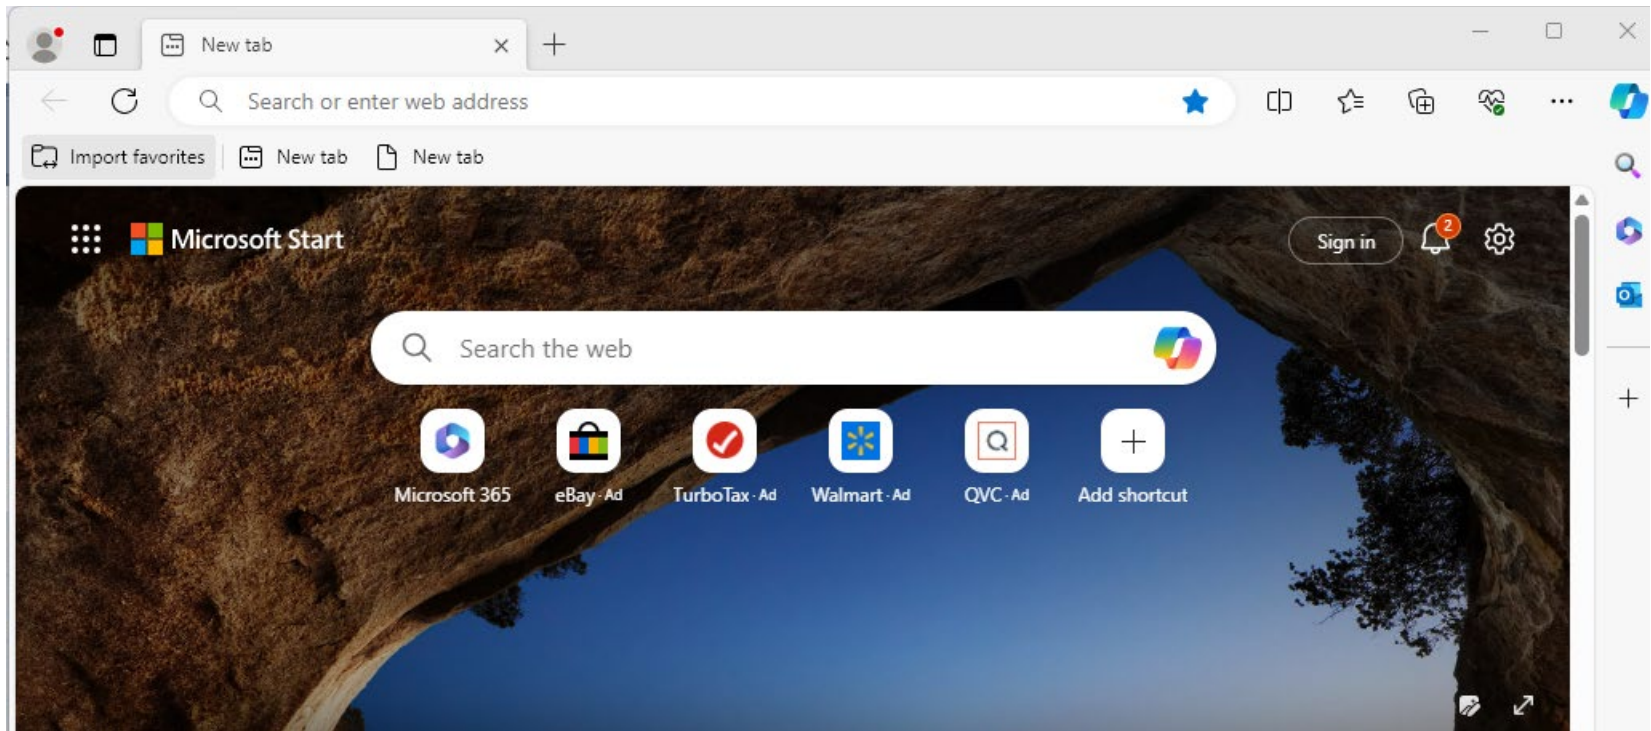 New tab
Search or enter web address
Import favorites New tab New tab
Microsoft Start
Sign in 2
Search the web
Microsoft 365 eBay · Ad TurboTax · Ad Walmart · Ad QVC · Ad Add shortcut